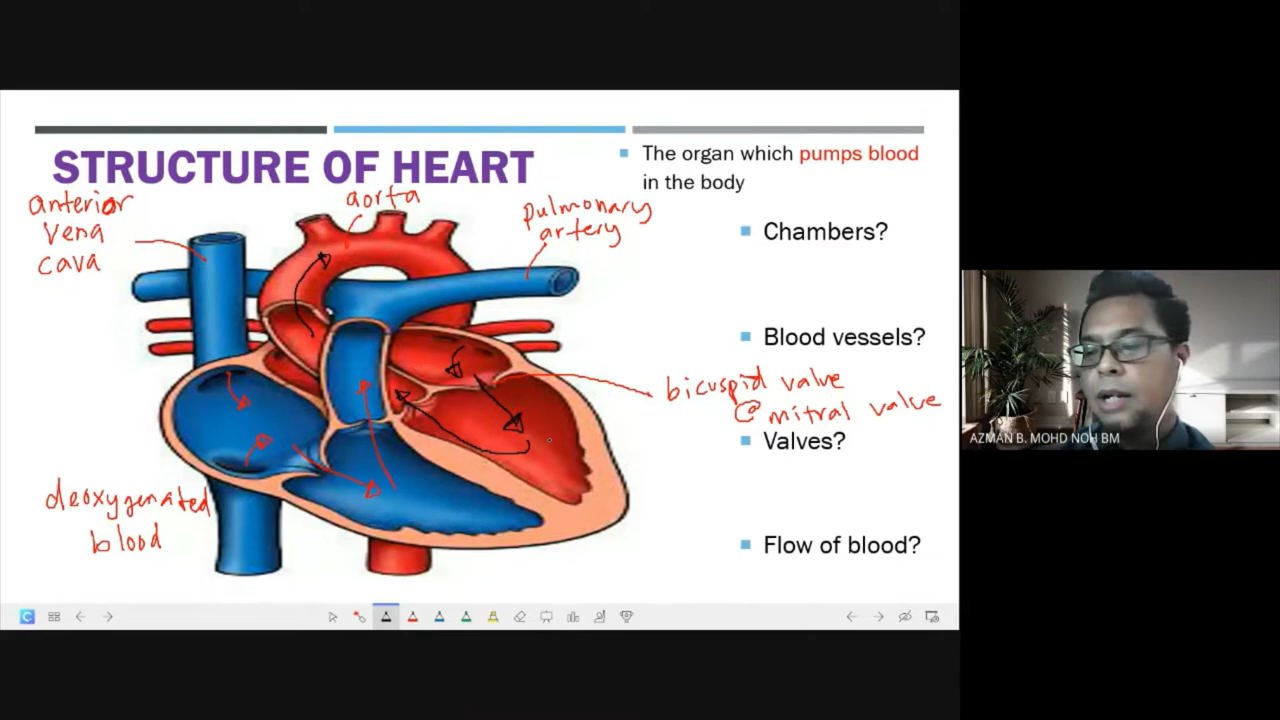 STRUCTURE OF HEART
The organ which pumps blood
in the body
anterior
vena
cava
aorta
pulmonary
artery
Chambers?
Blood vessels?
bicuspid valve
@ mitral valve
Valves?
deoxygenated
blood
Flow of blood?
AZMAN B. MOHD NOH BM
C